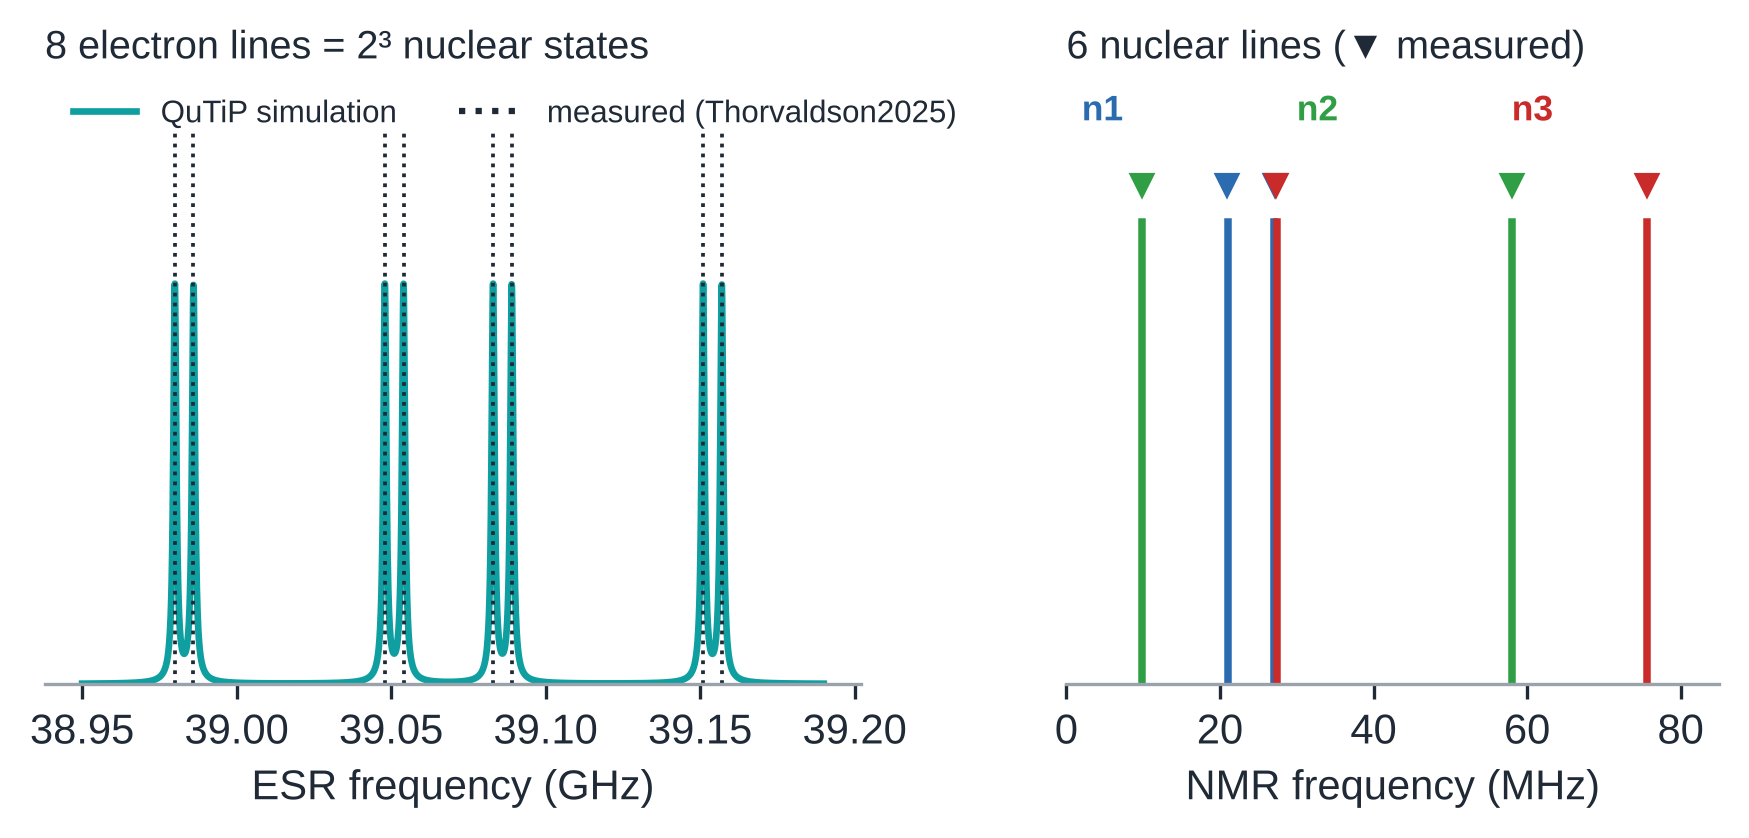 8 electron lines = 2³ nuclear states
QuTiP simulation
measured (Thorvaldson2025)
38.95 39.00 39.05 39.10 39.15 39.20
ESR frequency (GHz)
6 nuclear lines (▼ measured)
n1 n2 n3
0 20 40 60 80
NMR frequency (MHz)